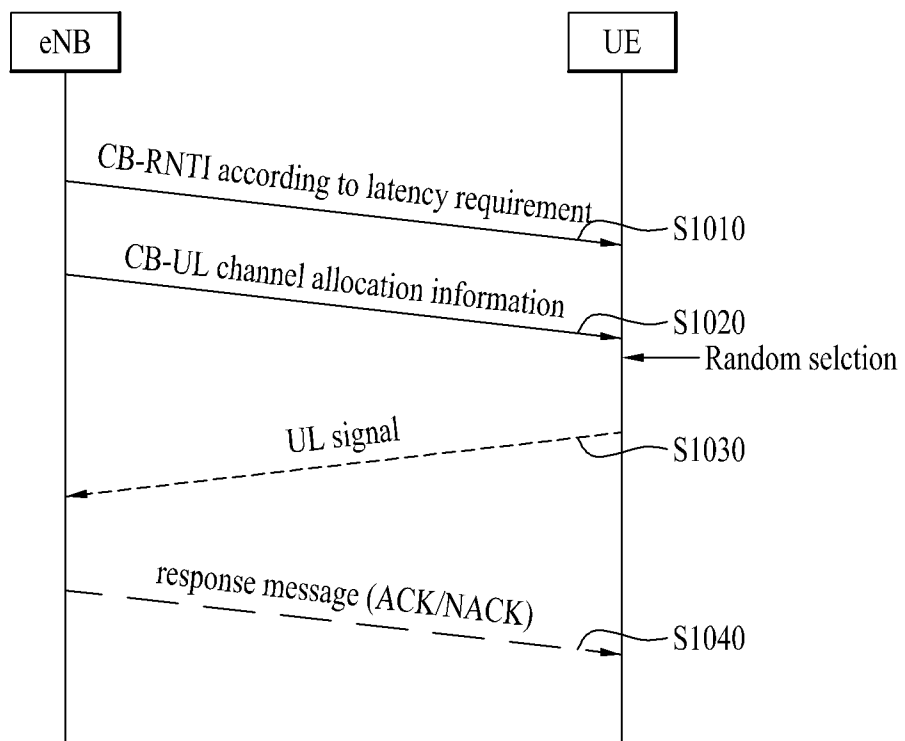 eNB
UE
CB-RNTI according to latency requirement
S1010
CB-UL channel allocation information
S1020
Random selction
UL signal
S1030
response message (ACK/NACK)
S1040